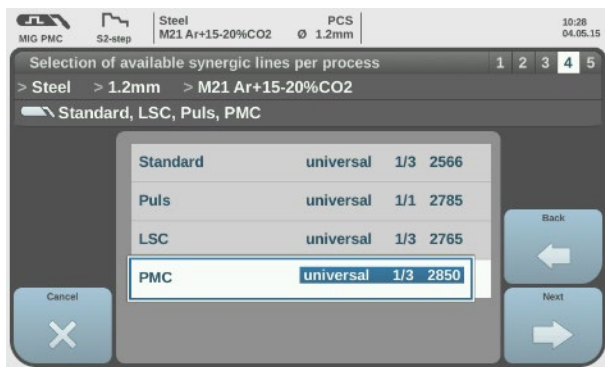 MIG PMC
S2-step
Steel
M21 Ar+15-20%CO2
PCS
Ø 1.2mm
10:28
04.05.15
Selection of available synergic lines per process
1 2 3 4 5
> Steel > 1.2mm > M21 Ar+15-20%CO2
Standard, LSC, Puls, PMC
Standard universal 1/3 2566
Puls universal 1/1 2785
LSC universal 1/3 2765
PMC universal 1/3 2850
Back
Cancel
Next